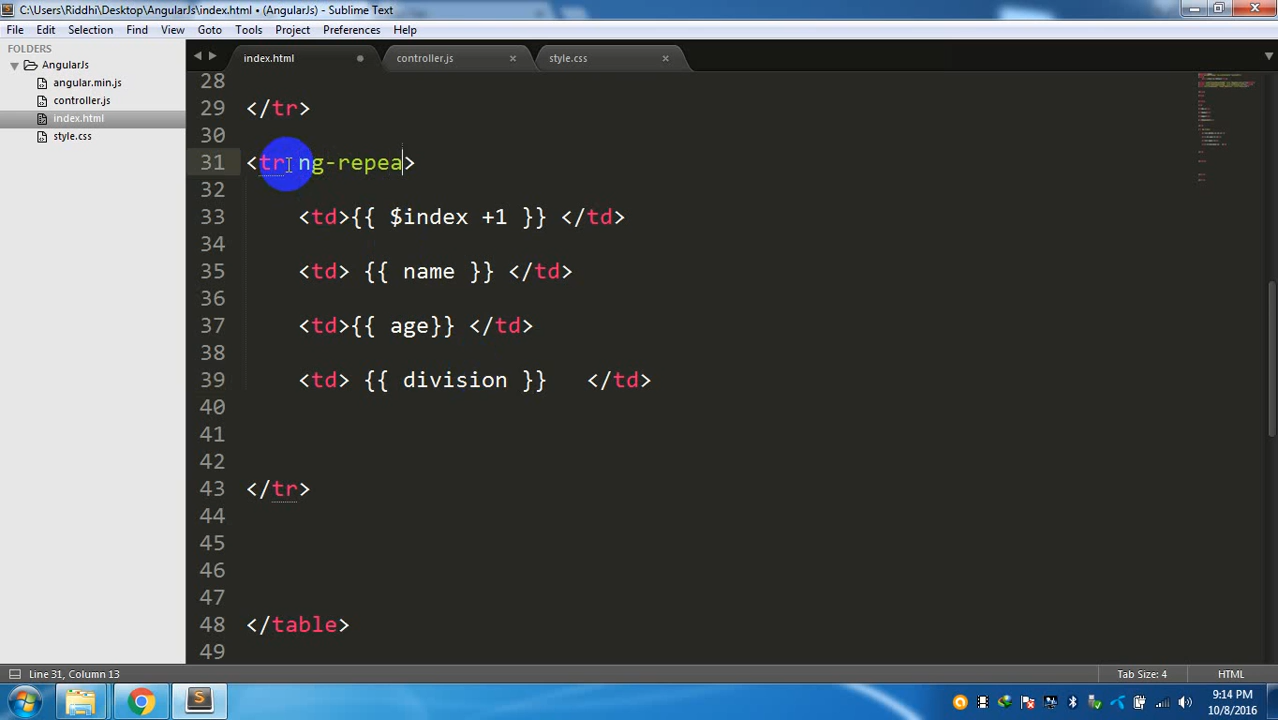 C:\Users\Riddhi\Desktop\AngularJs\index.html • (AngularJs) - Sublime Text
File Edit Selection Find View Goto Tools Project Preferences Help
FOLDERS
AngularJs
angular.min.js
controller.js
index.html
style.css
index.html controller.js style.css
28
29 </tr>
30
31 <tr ng-repea>
32
33 <td>{{ $index +1 }} </td>
34
35 <td> {{ name }} </td>
36
37 <td>{{ age}} </td>
38
39 <td> {{ division }} </td>
40
41
42
43 </tr>
44
45
46
47
48 </table>
49
Line 31, Column 13 Tab Size: 4 HTML
9:14 PM
10/8/2016